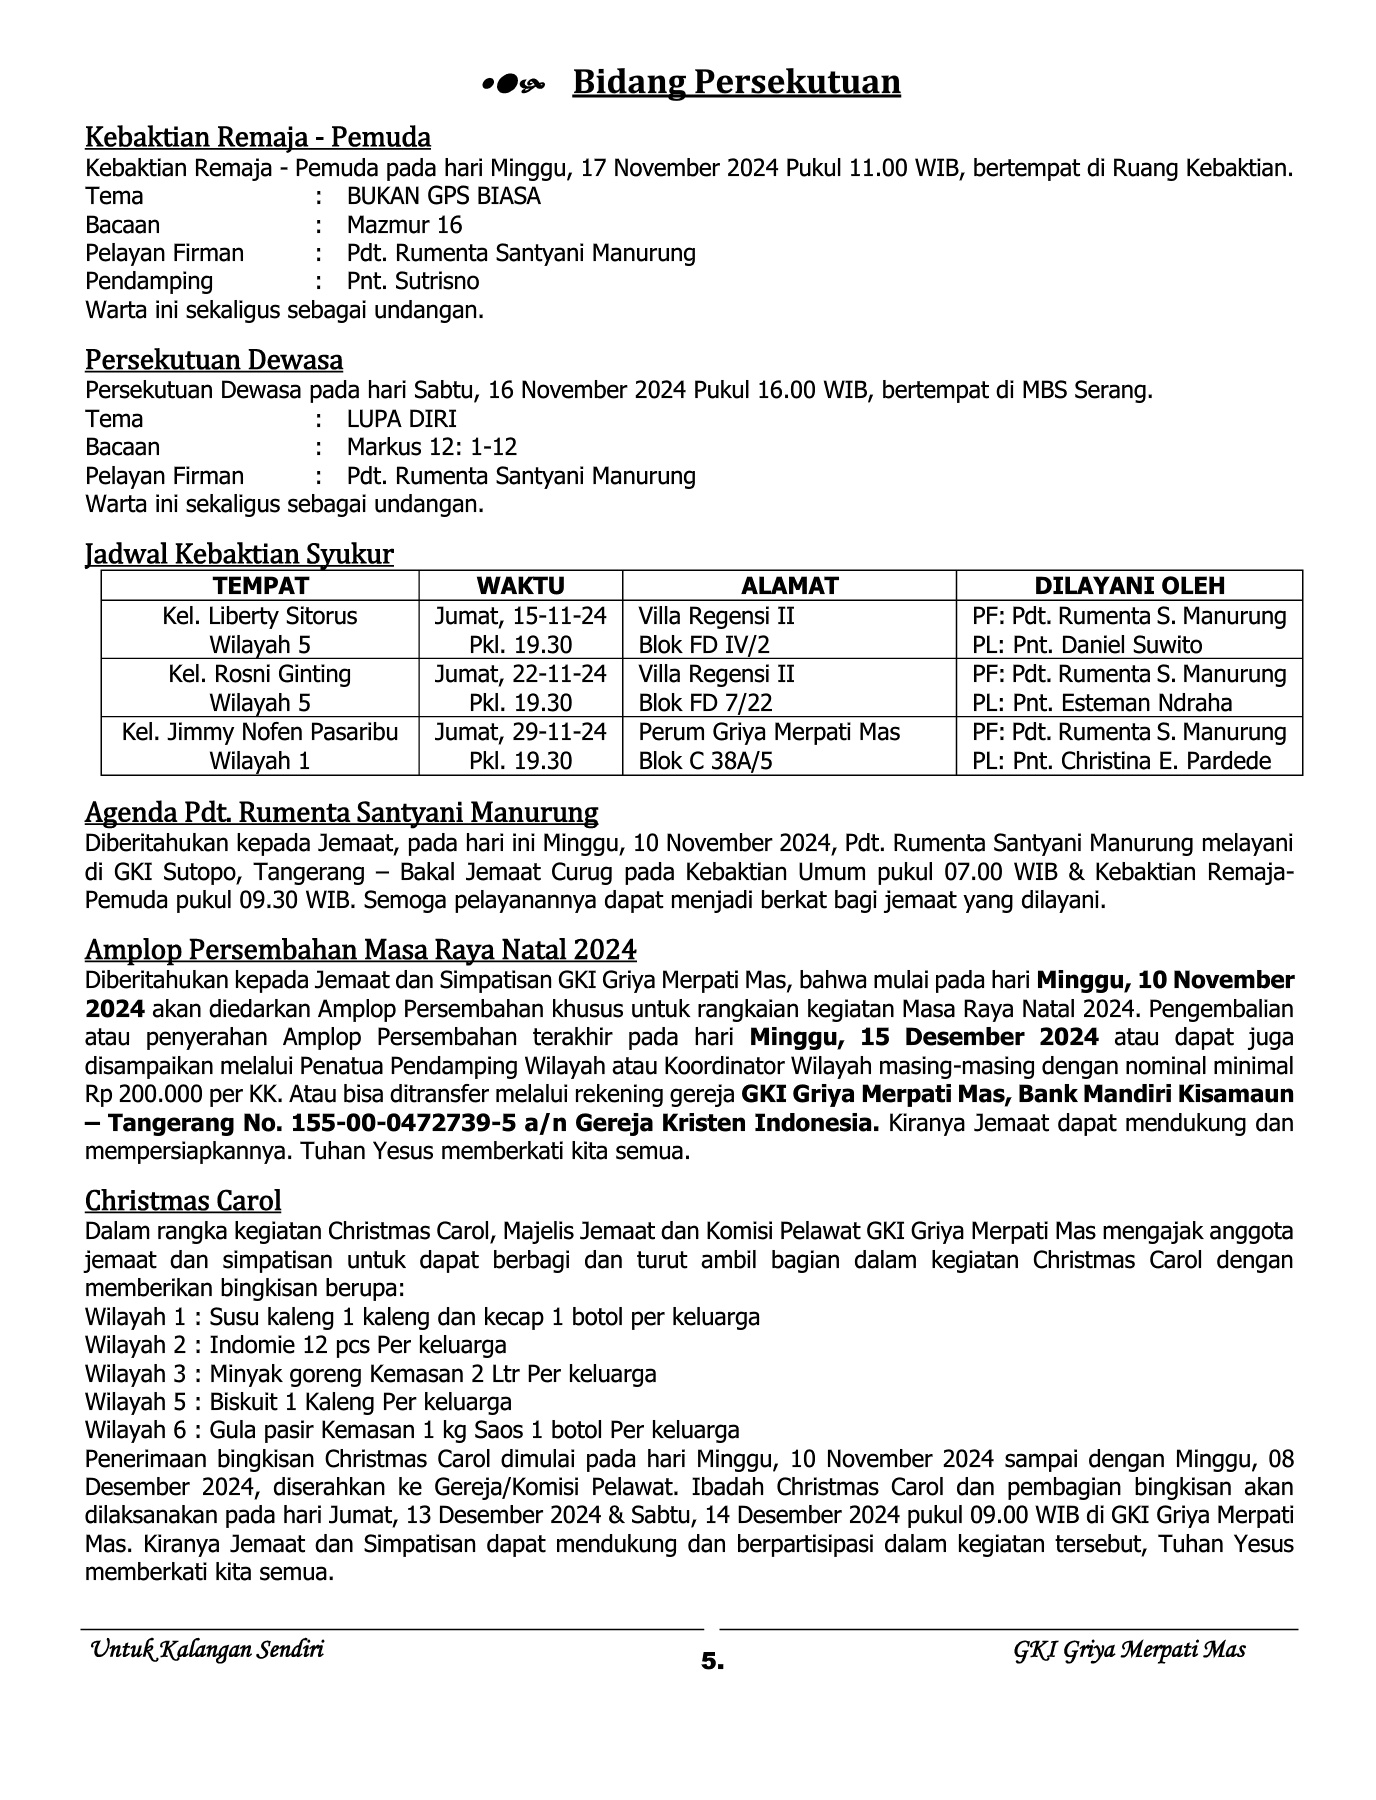 Bidang Persekutuan
Kebaktian Remaja - Pemuda
Kebaktian Remaja - Pemuda pada hari Minggu, 17 November 2024 Pukul 11.00 WIB, bertempat di Ruang Kebaktian.
Tema : BUKAN GPS BIASA
Bacaan : Mazmur 16
Pelayan Firman : Pdt. Rumenta Santyani Manurung
Pendamping : Pnt. Sutrisno
Warta ini sekaligus sebagai undangan.
Persekutuan Dewasa
Persekutuan Dewasa pada hari Sabtu, 16 November 2024 Pukul 16.00 WIB, bertempat di MBS Serang.
Tema : LUPA DIRI
Bacaan : Markus 12: 1-12
Pelayan Firman : Pdt. Rumenta Santyani Manurung
Warta ini sekaligus sebagai undangan.
Jadwal Kebaktian Syukur
TEMPAT WAKTU ALAMAT DILAYANI OLEH
Kel. Liberty Sitorus Jumat, 15-11-24 Villa Regensi II PF: Pdt. Rumenta S. Manurung
Wilayah 5 Pkl. 19.30 Blok FD IV/2 PL: Pnt. Daniel Suwito
Kel. Rosni Ginting Jumat, 22-11-24 Villa Regensi II PF: Pdt. Rumenta S. Manurung
Wilayah 5 Pkl. 19.30 Blok FD 7/22 PL: Pnt. Esteman Ndraha
Kel. Jimmy Nofen Pasaribu Jumat, 29-11-24 Perum Griya Merpati Mas PF: Pdt. Rumenta S. Manurung
Wilayah 1 Pkl. 19.30 Blok C 38A/5 PL: Pnt. Christina E. Pardede
Agenda Pdt. Rumenta Santyani Manurung
Diberitahukan kepada Jemaat, pada hari ini Minggu, 10 November 2024, Pdt. Rumenta Santyani Manurung melayani
di GKI Sutopo, Tangerang – Bakal Jemaat Curug pada Kebaktian Umum pukul 07.00 WIB & Kebaktian Remaja-
Pemuda pukul 09.30 WIB. Semoga pelayanannya dapat menjadi berkat bagi jemaat yang dilayani.
Amplop Persembahan Masa Raya Natal 2024
Diberitahukan kepada Jemaat dan Simpatisan GKI Griya Merpati Mas, bahwa mulai pada hari Minggu, 10 November
2024 akan diedarkan Amplop Persembahan khusus untuk rangkaian kegiatan Masa Raya Natal 2024. Pengembalian
atau penyerahan Amplop Persembahan terakhir pada hari Minggu, 15 Desember 2024 atau dapat juga
disampaikan melalui Penatua Pendamping Wilayah atau Koordinator Wilayah masing-masing dengan nominal minimal
Rp 200.000 per KK. Atau bisa ditransfer melalui rekening gereja GKI Griya Merpati Mas, Bank Mandiri Kisamaun
– Tangerang No. 155-00-0472739-5 a/n Gereja Kristen Indonesia. Kiranya Jemaat dapat mendukung dan
mempersiapkannya. Tuhan Yesus memberkati kita semua.
Christmas Carol
Dalam rangka kegiatan Christmas Carol, Majelis Jemaat dan Komisi Pelawat GKI Griya Merpati Mas mengajak anggota
jemaat dan simpatisan untuk dapat berbagi dan turut ambil bagian dalam kegiatan Christmas Carol dengan
memberikan bingkisan berupa:
Wilayah 1 : Susu kaleng 1 kaleng dan kecap 1 botol per keluarga
Wilayah 2 : Indomie 12 pcs Per keluarga
Wilayah 3 : Minyak goreng Kemasan 2 Ltr Per keluarga
Wilayah 5 : Biskuit 1 Kaleng Per keluarga
Wilayah 6 : Gula pasir Kemasan 1 kg Saos 1 botol Per keluarga
Penerimaan bingkisan Christmas Carol dimulai pada hari Minggu, 10 November 2024 sampai dengan Minggu, 08
Desember 2024, diserahkan ke Gereja/Komisi Pelawat. Ibadah Christmas Carol dan pembagian bingkisan akan
dilaksanakan pada hari Jumat, 13 Desember 2024 & Sabtu, 14 Desember 2024 pukul 09.00 WIB di GKI Griya Merpati
Mas. Kiranya Jemaat dan Simpatisan dapat mendukung dan berpartisipasi dalam kegiatan tersebut, Tuhan Yesus
memberkati kita semua.
Untuk Kalangan Sendiri 5. GKI Griya Merpati Mas